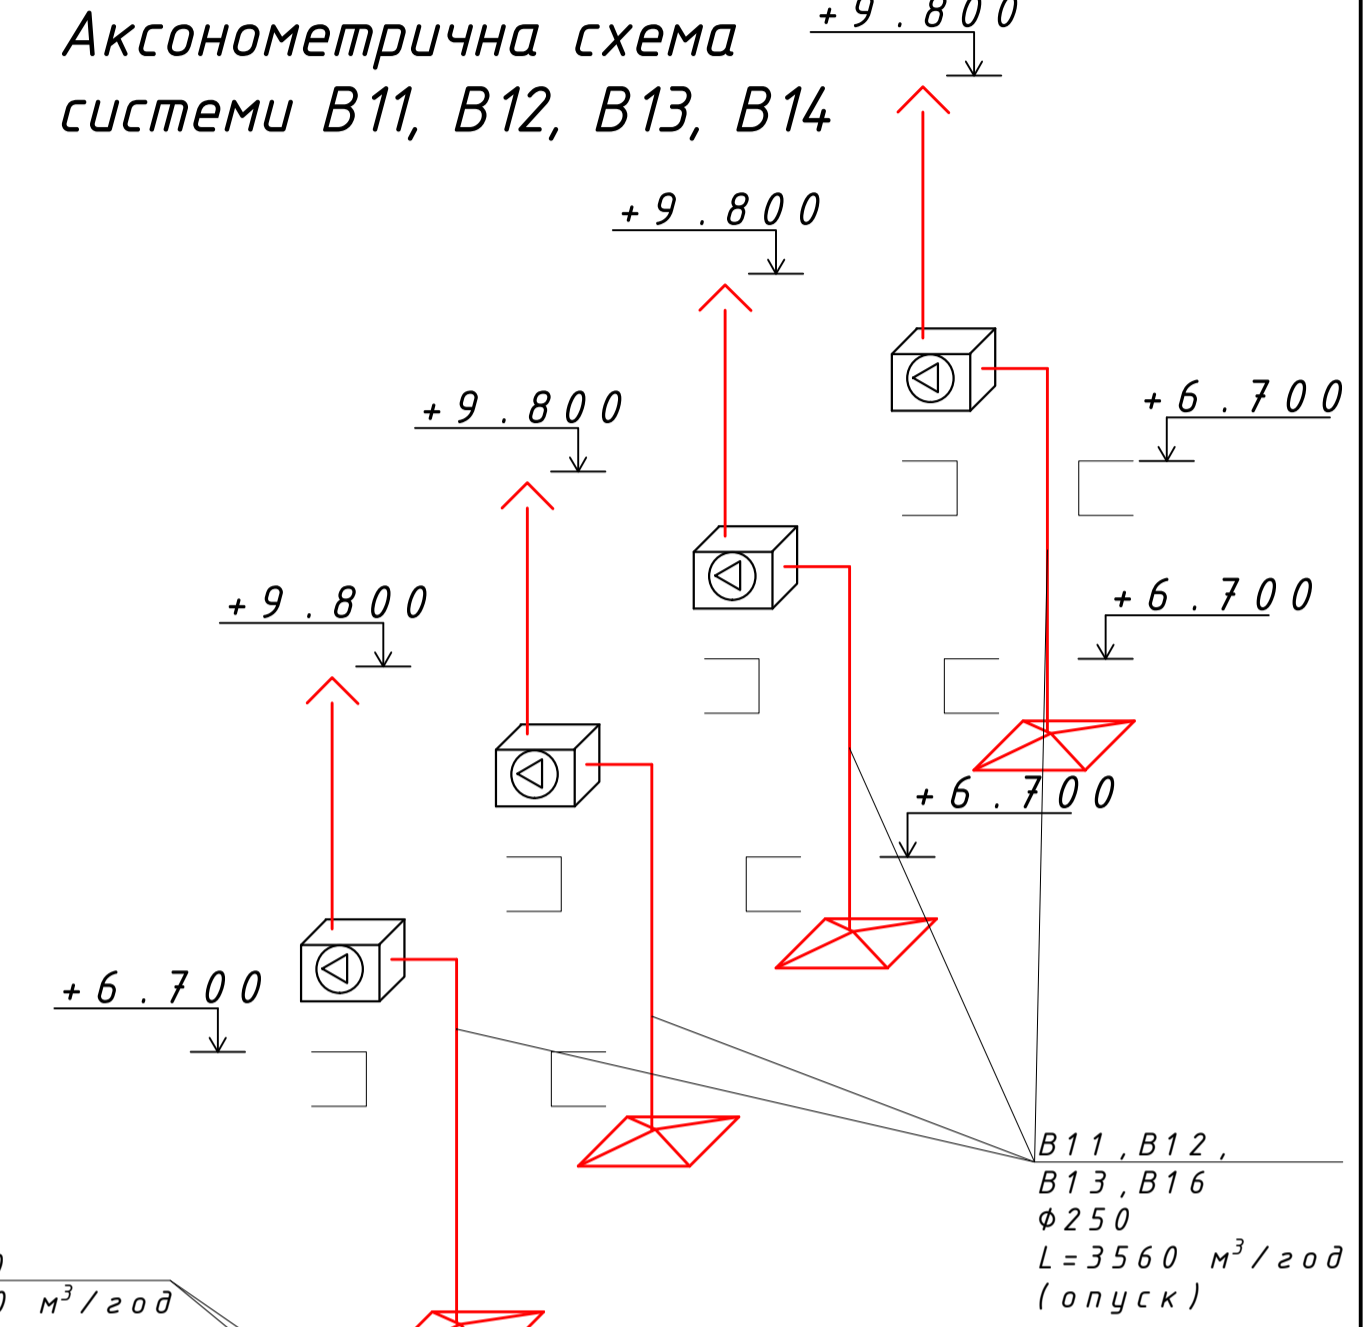 Аксонометрична схема
системи В11, В12, В13, В14
+9.800
+9.800
+9.800
+6.700
+9.800
+6.700
+6.700
+6.700
В11,В12,
В13,В16
Ф250
L=3560 м³/год
(опуск)
м³/год